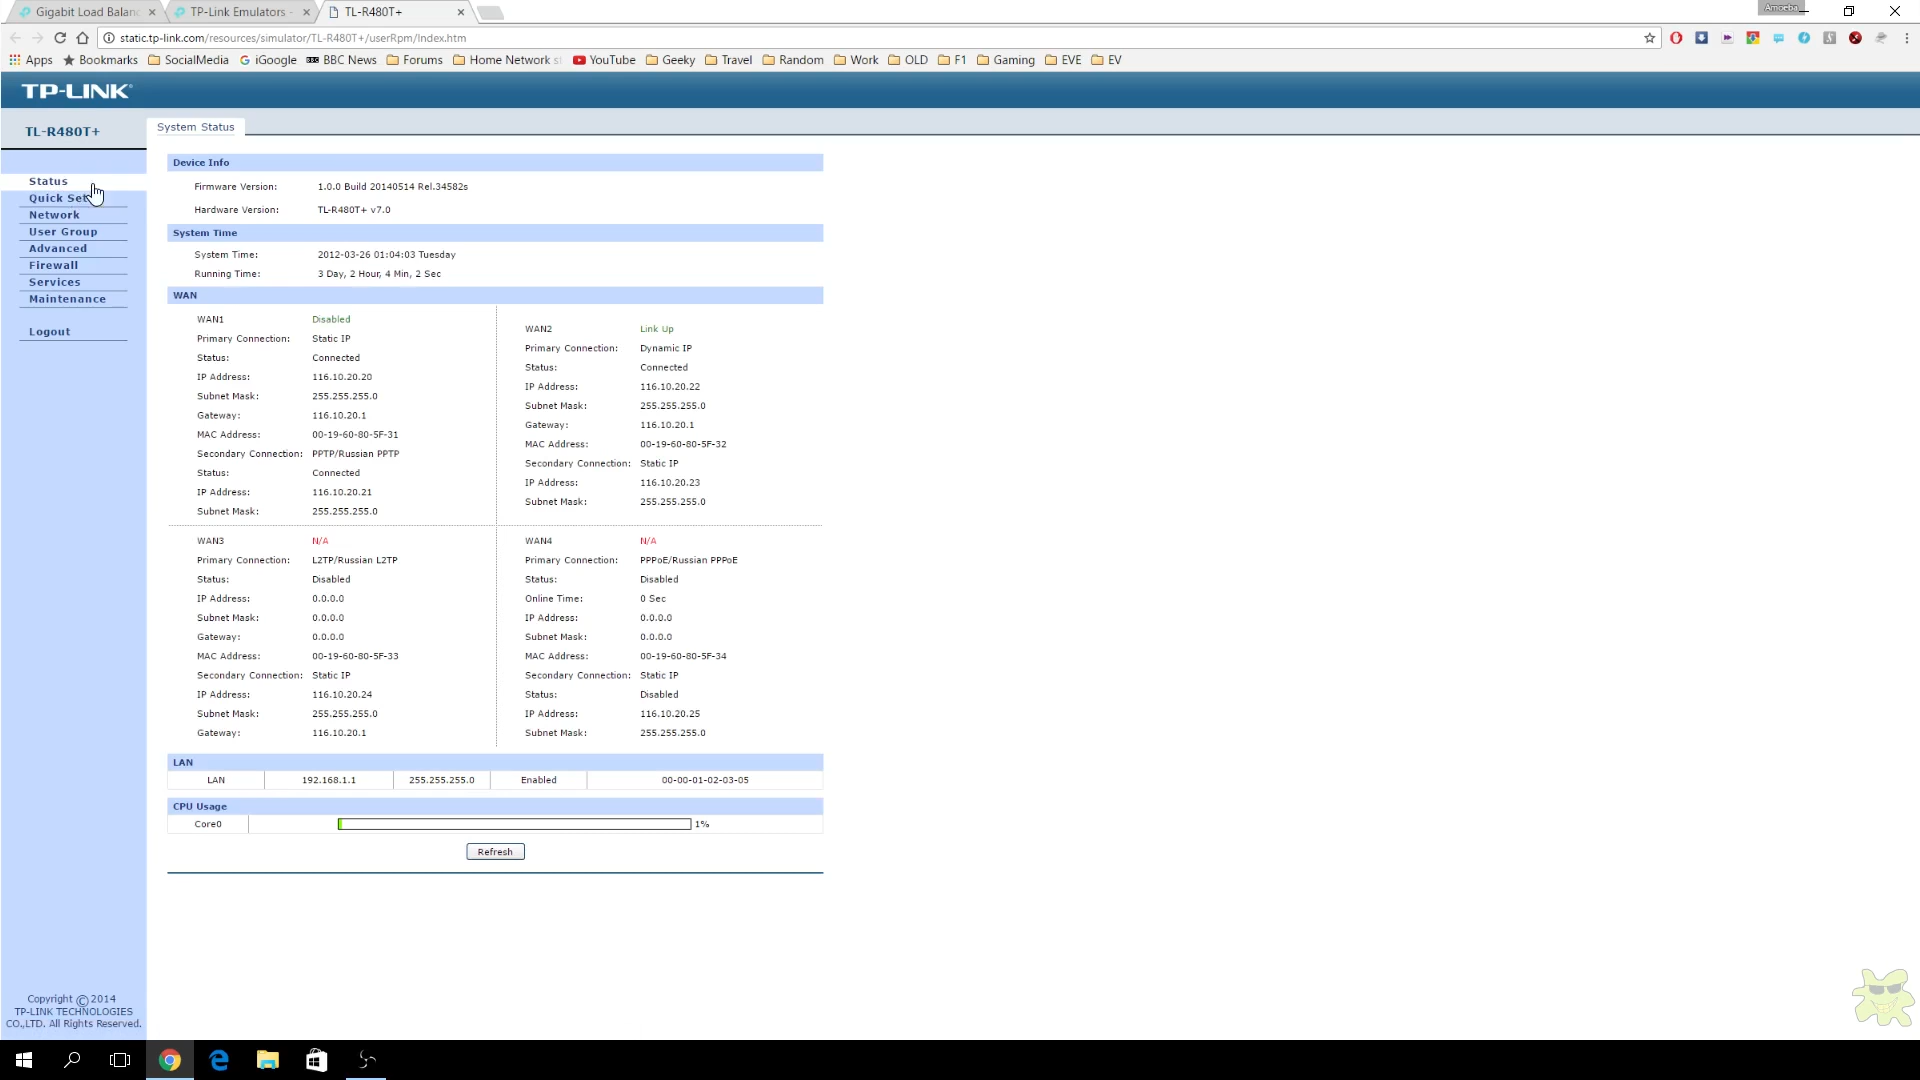 Gigabit Load Balanc
TP-Link Emulators -
TL-R480T+
Amoeba
static.tp-link.com/resources/simulator/TL-R480T+/userRpm/Index.htm
Apps Bookmarks SocialMedia iGoogle BBC News Forums Home Network s YouTube Geeky Travel Random Work OLD F1 Gaming EVE EV
TP-LINK
TL-R480T+
System Status
Status
Quick Set
Network
User Group
Advanced
Firewall
Services
Maintenance
Logout
Device Info
Firmware Version: 1.0.0 Build 20140514 Rel.34582s
Hardware Version: TL-R480T+ v7.0
System Time
System Time: 2012-03-26 01:04:03 Tuesday
Running Time: 3 Day, 2 Hour, 4 Min, 2 Sec
WAN
WAN1 Disabled
Primary Connection: Static IP
Status: Connected
IP Address: 116.10.20.20
Subnet Mask: 255.255.255.0
Gateway: 116.10.20.1
MAC Address: 00-19-60-80-5F-31
Secondary Connection: PPTP/Russian PPTP
Status: Connected
IP Address: 116.10.20.21
Subnet Mask: 255.255.255.0
WAN2 Link Up
Primary Connection: Dynamic IP
Status: Connected
IP Address: 116.10.20.22
Subnet Mask: 255.255.255.0
Gateway: 116.10.20.1
MAC Address: 00-19-60-80-5F-32
Secondary Connection: Static IP
IP Address: 116.10.20.23
Subnet Mask: 255.255.255.0
WAN3 N/A
Primary Connection: L2TP/Russian L2TP
Status: Disabled
IP Address: 0.0.0.0
Subnet Mask: 0.0.0.0
Gateway: 0.0.0.0
MAC Address: 00-19-60-80-5F-33
Secondary Connection: Static IP
IP Address: 116.10.20.24
Subnet Mask: 255.255.255.0
Gateway: 116.10.20.1
WAN4 N/A
Primary Connection: PPPoE/Russian PPPoE
Status: Disabled
Online Time: 0 Sec
IP Address: 0.0.0.0
Subnet Mask: 0.0.0.0
MAC Address: 00-19-60-80-5F-34
Secondary Connection: Static IP
Status: Disabled
IP Address: 116.10.20.25
Subnet Mask: 255.255.255.0
LAN
LAN 192.168.1.1 255.255.255.0 Enabled 00-00-01-02-03-05
CPU Usage
Core0 1%
Refresh
Copyright © 2014
TP-LINK TECHNOLOGIES
CO.,LTD. All Rights Reserved.